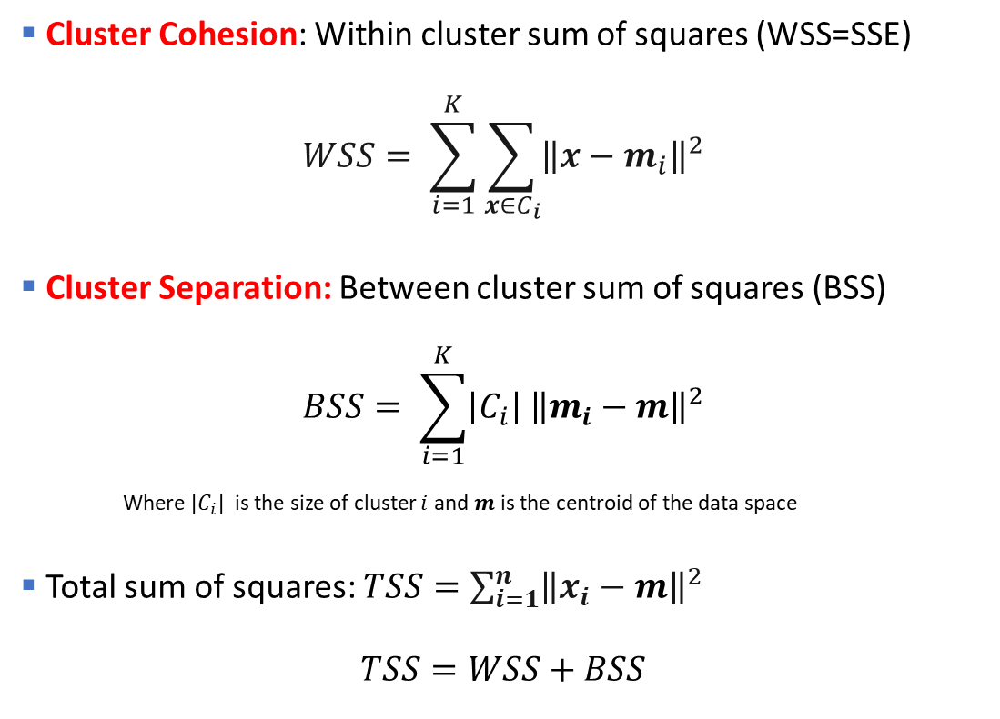 ▪ Cluster Cohesion: Within cluster sum of squares (WSS=SSE)
$WSS = \sum_{i=1}^{K} \sum_{\boldsymbol{x} \in C_i} \|\boldsymbol{x} - \boldsymbol{m}_i\|^2$
▪ Cluster Separation: Between cluster sum of squares (BSS)
$BSS = \sum_{i=1}^{K} |C_i| \, \|\boldsymbol{m_i} - \boldsymbol{m}\|^2$
Where $|C_i|$ is the size of cluster $i$ and $\boldsymbol{m}$ is the centroid of the data space
▪ Total sum of squares: $TSS = \sum_{\boldsymbol{i=1}}^{\boldsymbol{n}} \|\boldsymbol{x_i} - \boldsymbol{m}\|^2$
$TSS = WSS + BSS$